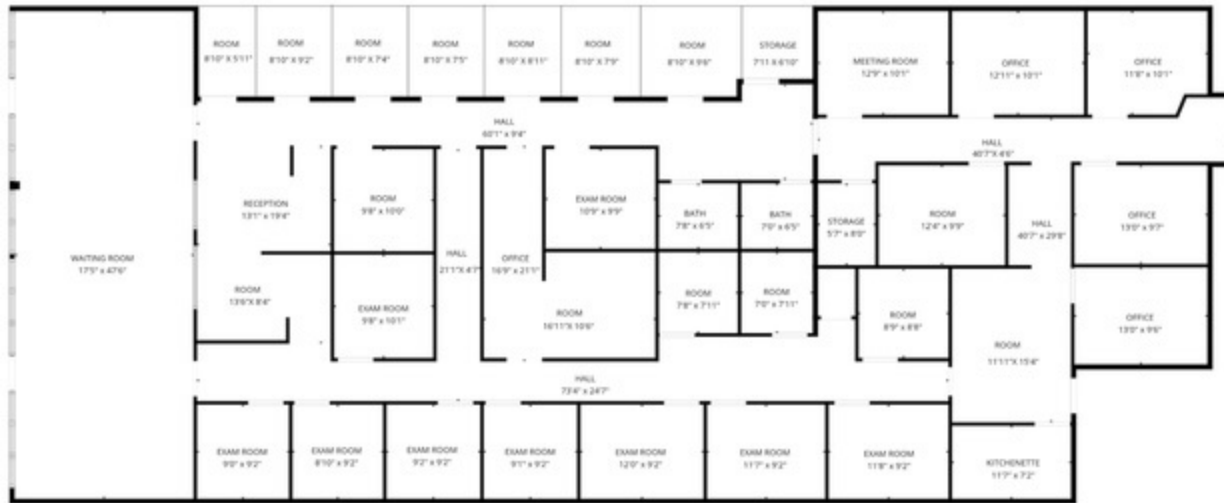 ROOM
8'10" X 5'11"
ROOM
8'10" X 9'2"
ROOM
8'10" X 7'4"
ROOM
8'10" X 7'5"
ROOM
8'10" X 8'11"
ROOM
8'10" X 7'9"
ROOM
8'10" X 9'6"
STORAGE
7'11 X 6'10"
MEETING ROOM
12'9" x 10'1"
OFFICE
12'11" x 10'1"
OFFICE
11'8" x 10'1"
HALL
60'1" x 9'4"
HALL
40'7"X 4'6"
RECEPTION
13'1" x 19'4"
ROOM
9'8" x 10'0"
EXAM ROOM
10'9" x 9'9"
BATH
7'8" x 6'5"
BATH
7'0" x 6'5"
STORAGE
5'7" x 8'0"
ROOM
12'4" x 9'9"
HALL
40'7" x 29'8"
OFFICE
13'0" x 9'7"
WAITING ROOM
17'5" x 47'6"
HALL
21'1"X 4'7"
OFFICE
16'9" x 21'1"
ROOM
13'6"X 8'4"
EXAM ROOM
9'8" x 10'1"
ROOM
16'11"X 10'6"
ROOM
7'8" x 7'11"
ROOM
7'0" x 7'11"
ROOM
8'9" x 8'8"
ROOM
11'11"X 15'4"
OFFICE
13'0" x 9'6"
HALL
73'4" x 24'7"
EXAM ROOM
9'0" x 9'2"
EXAM ROOM
8'10" x 9'2"
EXAM ROOM
9'2" x 9'2"
EXAM ROOM
9'1" x 9'2"
EXAM ROOM
12'0" x 9'2"
EXAM ROOM
11'7" x 9'2"
EXAM ROOM
11'8" x 9'2"
KITCHENETTE
11'7" x 7'2"